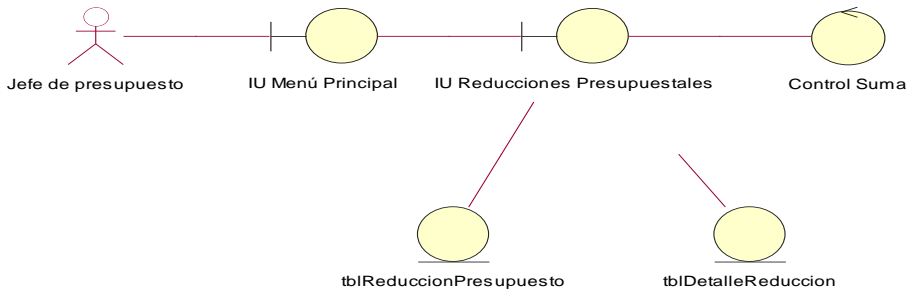 Jefe de presupuesto
IU Menú Principal
IU Reducciones Presupuestales
Control Suma
tblReduccionPresupuesto
tblDetalleReduccion